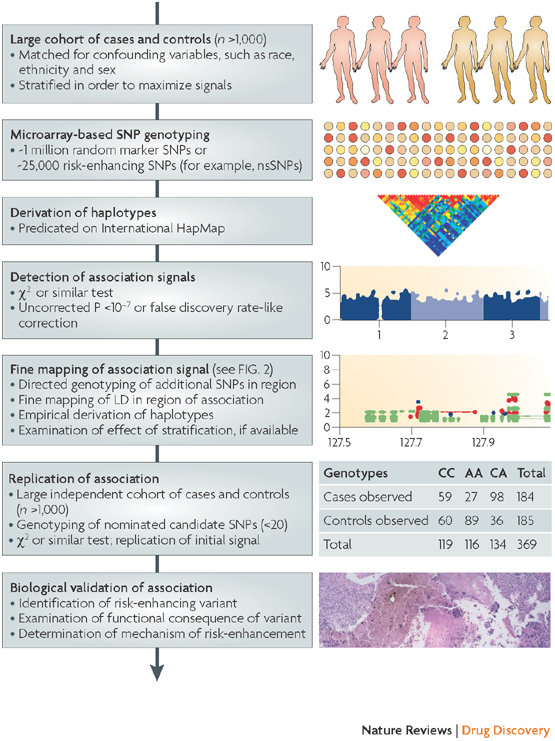 Large cohort of cases and controls (n >1,000)
• Matched for confounding variables, such as race,
ethnicity and sex
• Stratified in order to maximize signals
Microarray-based SNP genotyping
• ~1 million random marker SNPs or
~25,000 risk-enhancing SNPs (for example, nsSNPs)
Derivation of haplotypes
• Predicated on International HapMap
Detection of association signals
• χ² or similar test
• Uncorrected P <10⁻⁷ or false discovery rate-like
correction
10
5
0
1 2 3
Fine mapping of association signal (see FIG. 2)
• Directed genotyping of additional SNPs in region
• Fine mapping of LD in region of association
• Empirical derivation of haplotypes
• Examination of effect of stratification, if available
10
8
6
4
2
0
127.5 127.7 127.9
Replication of association
• Large independent cohort of cases and controls
(n >1,000)
• Genotyping of nominated candidate SNPs (<20)
• χ² or similar test; replication of initial signal
Genotypes CC AA CA Total
Cases observed 59 27 98 184
Controls observed 60 89 36 185
Total 119 116 134 369
Biological validation of association
• Identification of risk-enhancing variant
• Examination of functional consequence of variant
• Determination of mechanism of risk-enhancement
Nature Reviews | Drug Discovery